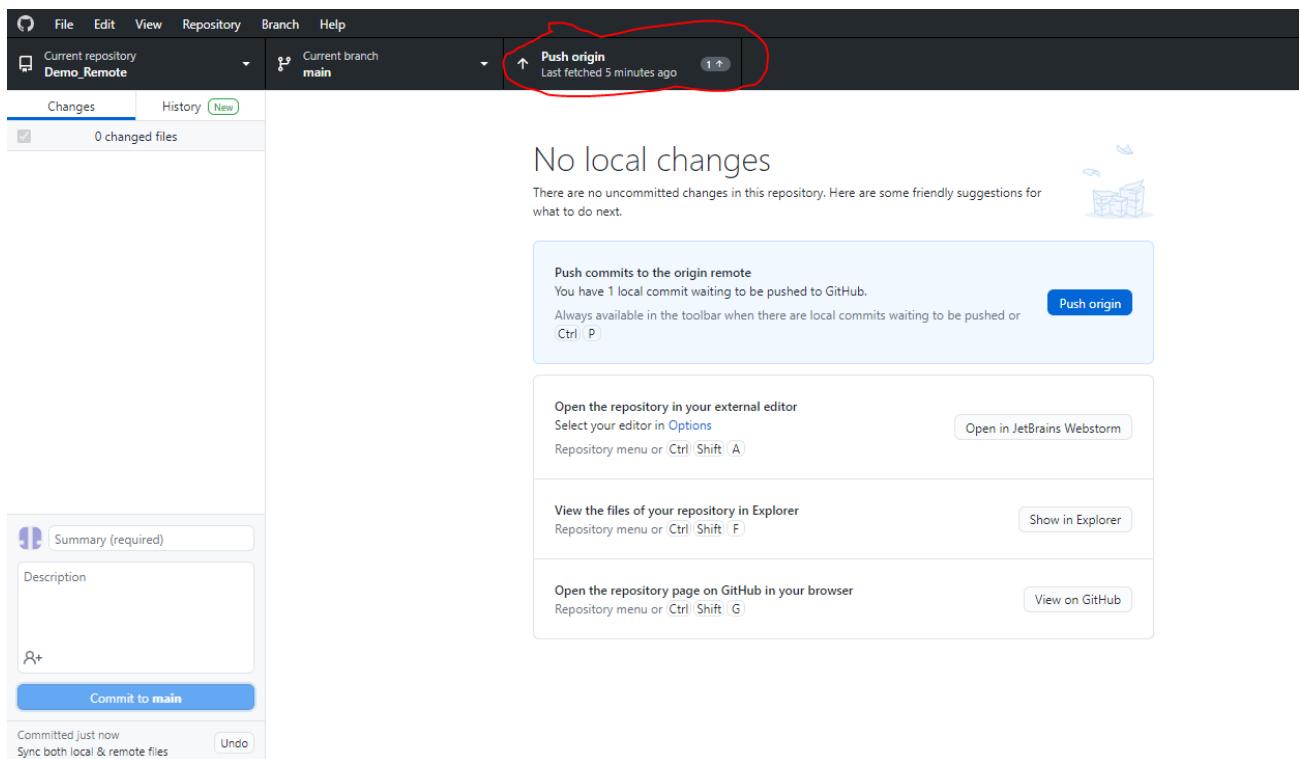 File Edit View Repository Branch Help
Current repository
Demo_Remote
Current branch
main
Push origin
Last fetched 5 minutes ago
1
Changes
History New
0 changed files
No local changes
There are no uncommitted changes in this repository. Here are some friendly suggestions for
what to do next.
Push commits to the origin remote
You have 1 local commit waiting to be pushed to GitHub.
Always available in the toolbar when there are local commits waiting to be pushed or
Ctrl P
Push origin
Open the repository in your external editor
Select your editor in Options
Repository menu or Ctrl Shift A
Open in JetBrains Webstorm
View the files of your repository in Explorer
Repository menu or Ctrl Shift F
Show in Explorer
Open the repository page on GitHub in your browser
Repository menu or Ctrl Shift G
View on GitHub
Summary (required)
Description
Commit to main
Committed just now
Sync both local & remote files
Undo